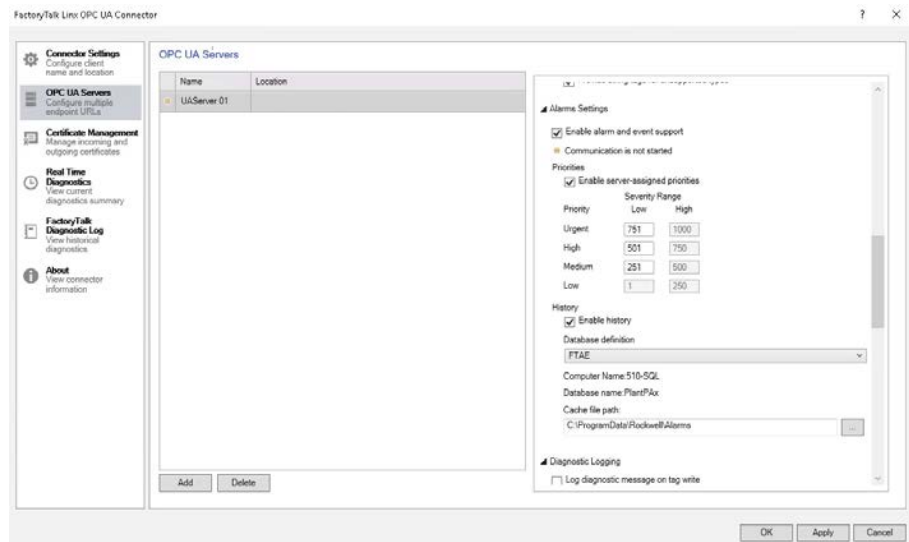 FactoryTalk Linx OPC UA Connector
? ×
Connector Settings
Configure client
name and location
OPC UA Servers
Configure multiple
endpoint URLs
Certificate Management
Manage incoming and
outgoing certificates
Real Time
Diagnostics
View current
diagnostics summary
FactoryTalk
Diagnostic Log
View historical
diagnostics
About
View connector
information
OPC UA Servers
Name Location
UAServer 01
Add Delete
Alarms Settings
Enable alarm and event support
Communication is not started
Priorities
Enable server-assigned priorities
Severity Range
Priority Low High
Urgent 751 1000
High 501 750
Medium 251 500
Low 1 250
History
Enable history
Database definition
FTAE
Computer Name:510-SQL
Database name:PlantPAx
Cache file path:
C:\ProgramData\Rockwell\Alarms
...
Diagnostic Logging
Log diagnostic message on tag write
OK Apply Cancel